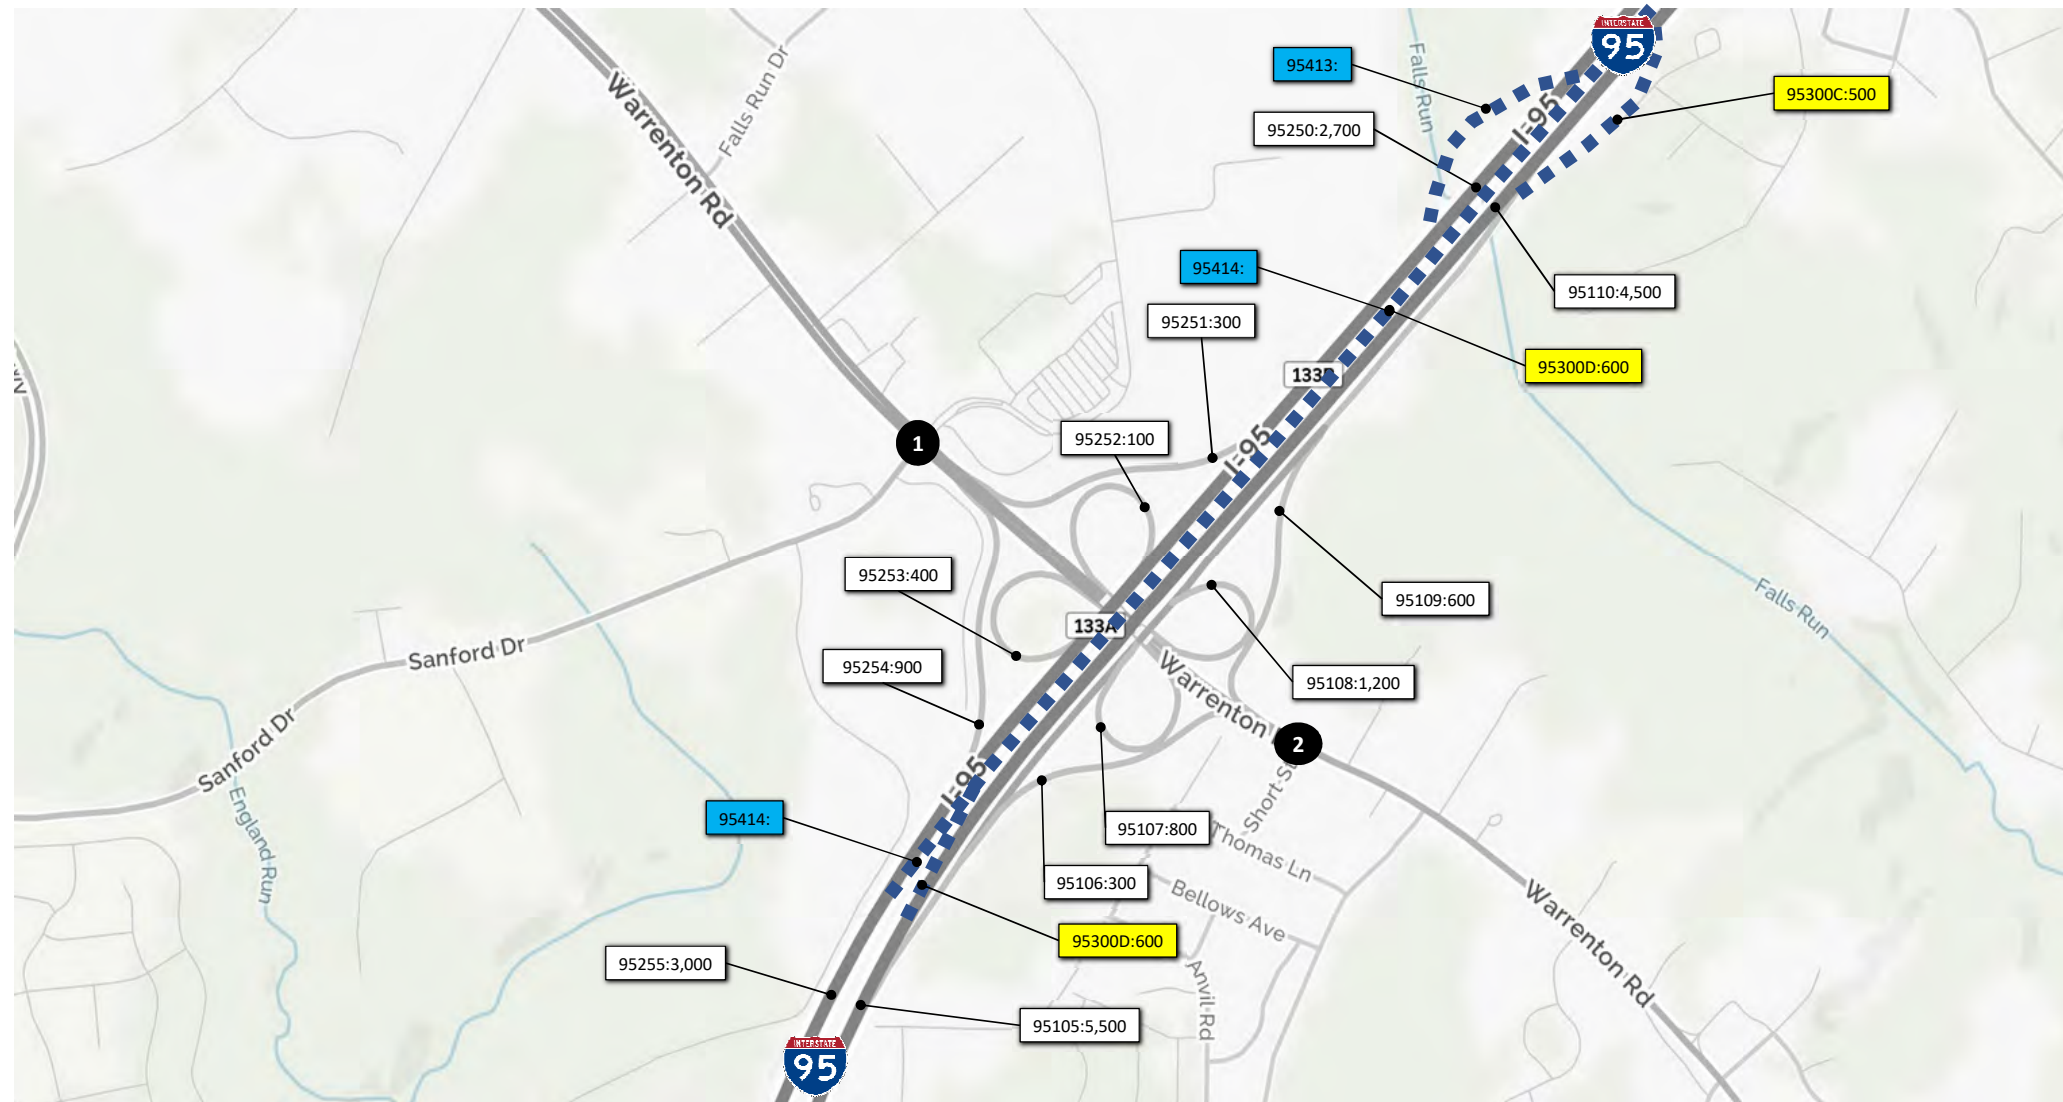 INTERSTATE
95
95413:
95300C:500
Falls Run Dr
Falls Run
Warrenton Rd
I-95
95250:2,700
95414:
95110:4,500
95251:300
95300D:600
1
95252:100
I-95
95253:400
133A
95109:600
Falls Run
Sanford Dr
95254:900
Warrenton
95108:1,200
2
Sanford Dr
I-95
England Run
95414:
Short St
95107:800
Thomas Ln
95106:300
Bellows Ave
Warrenton Rd
95300D:600
95255:3,000
Anvil Rd
95105:5,500
INTERSTATE
95